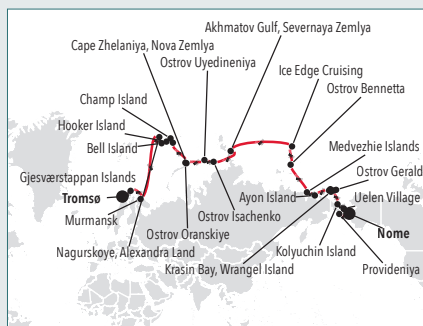 Akhmatov Gulf, Severnaya Zemlya
Cape Zhelaniya, Nova Zemlya
Ostrov Uyedineniya
Ice Edge Cruising
Ostrov Bennetta
Champ Island
Hooker Island
Bell Island
Medvezhie Islands
Ostrov Gerald
Gjesværstappan Islands
Uelen Village
Tromsø
Ayon Island
Murmansk
Ostrov Isachenko
Ostrov Oranskiye
Kolyuchin Island
Nome
Nagurskoye, Alexandra Land
Krasin Bay, Wrangel Island
Provideniya